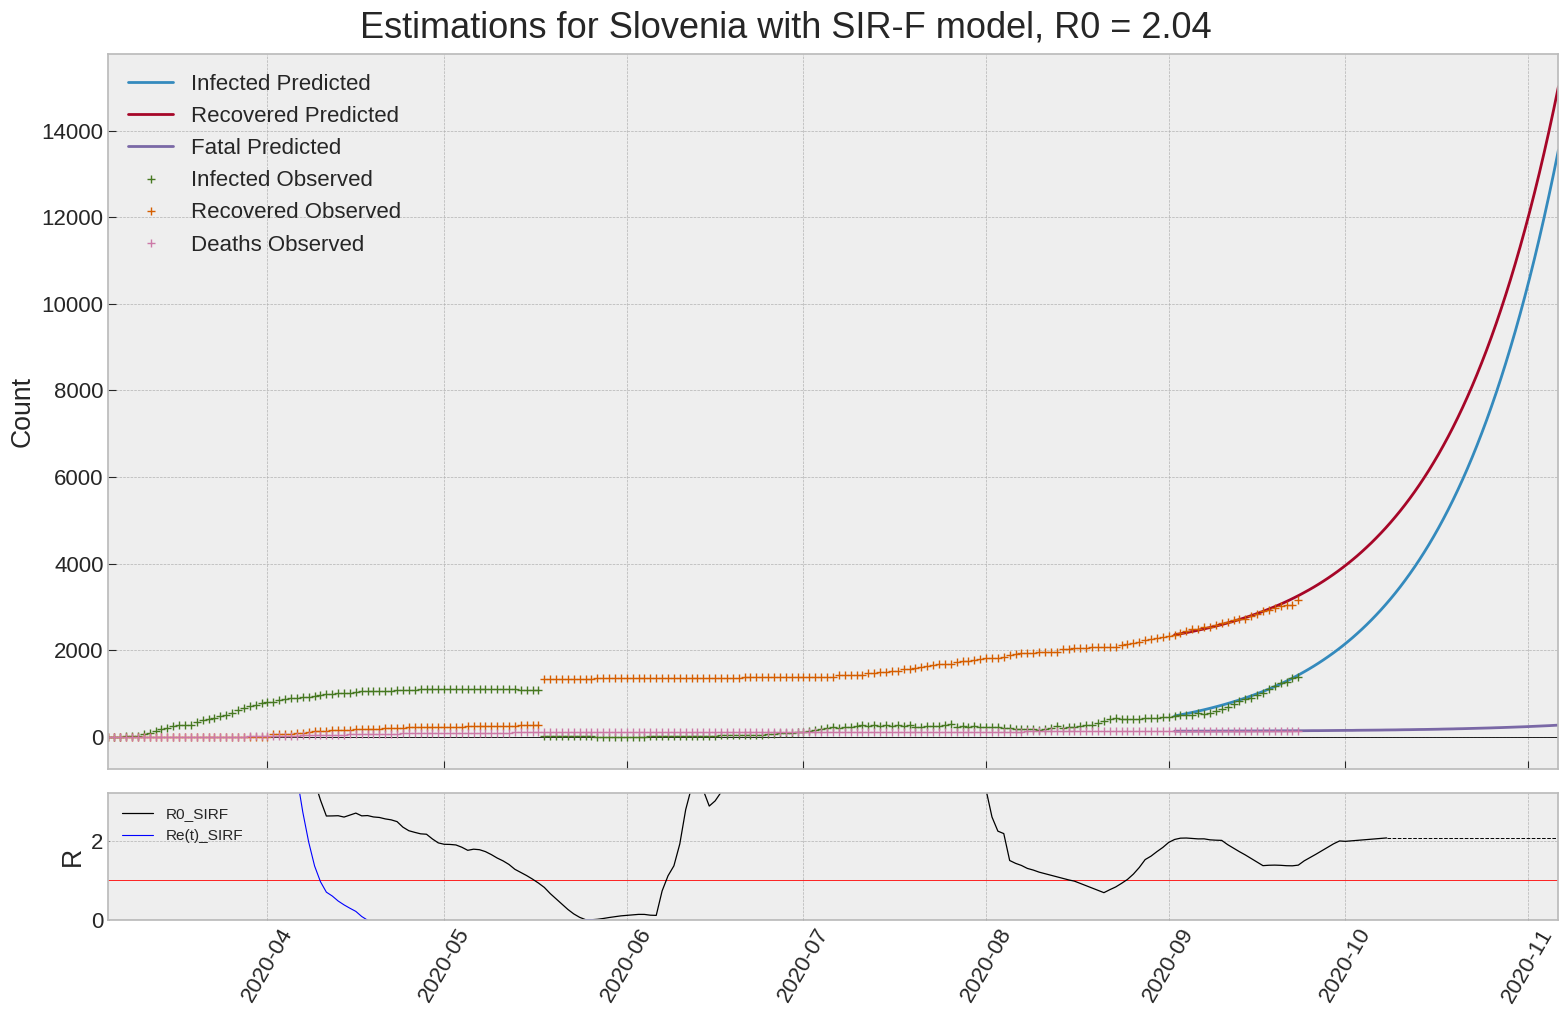 Estimations for Slovenia with SIR-F model, R0 = 2.04
Infected Predicted
Recovered Predicted
Fatal Predicted
Infected Observed
Recovered Observed
Deaths Observed
Count
14000
12000
10000
8000
6000
4000
2000
0
R0_SIRF
Re(t)_SIRF
R
2
0
2020-04
2020-05
2020-06
2020-07
2020-08
2020-09
2020-10
2020-11